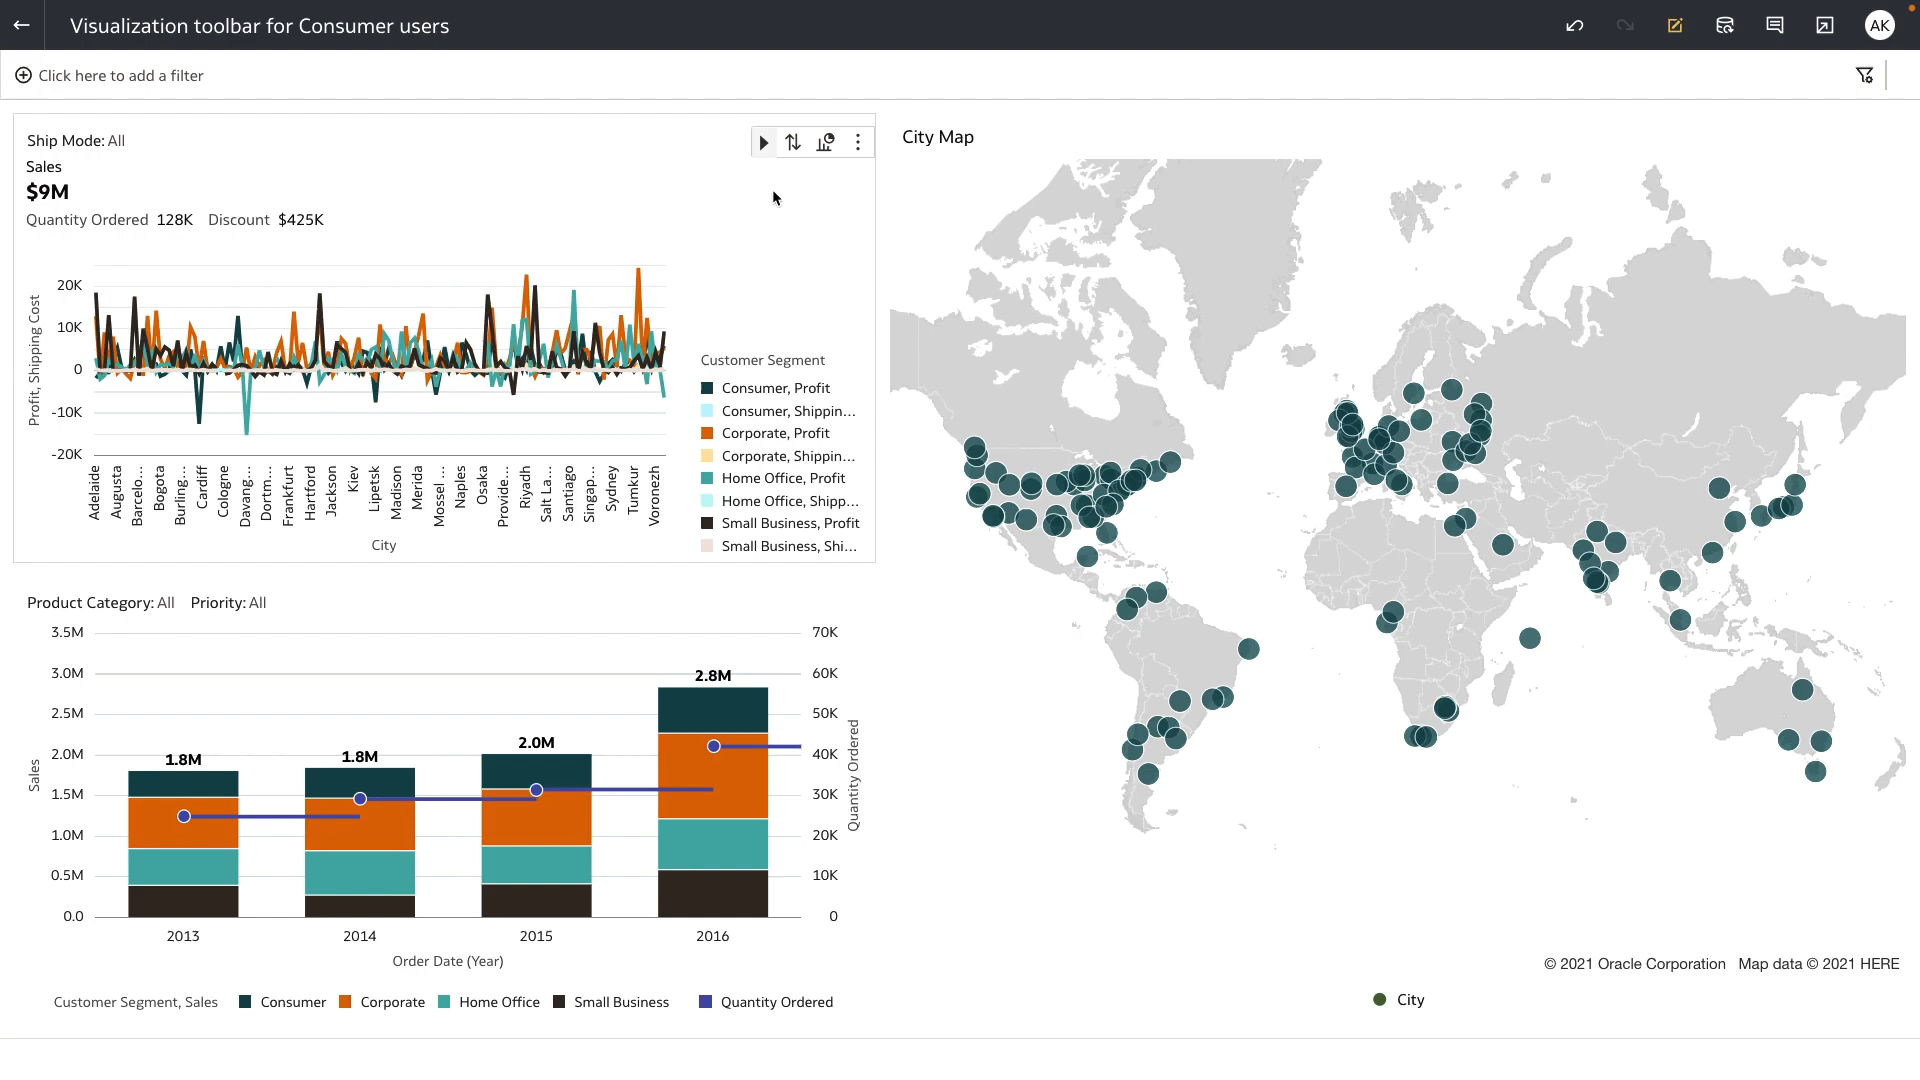 Visualization toolbar for Consumer users
AK
Click here to add a filter
Ship Mode: All
Sales
$9M
Quantity Ordered 128K Discount $425K
20K
10K
0
-10K
-20K
Profit, Shipping Cost
Adelaide
Augusta
Barcelo...
Bogota
Burling...
Cardiff
Cologne
Davang...
Dortm...
Frankfurt
Hartford
Jackson
Kiev
Lipetsk
Madison
Merida
Mossel ...
Naples
Osaka
Provide...
Riyadh
Salt La...
Santiago
Singap...
Sydney
Tumkur
Voronezh
City
Customer Segment
Consumer, Profit
Consumer, Shippin...
Corporate, Profit
Corporate, Shippin...
Home Office, Profit
Home Office, Shipp...
Small Business, Profit
Small Business, Shi...
Product Category: All Priority: All
3.5M
3.0M
2.5M
2.0M
1.5M
1.0M
0.5M
0.0
Sales
1.8M
1.8M
2.0M
2.8M
70K
60K
50K
40K
30K
20K
10K
0
Quantity Ordered
2013
2014
2015
2016
Order Date (Year)
Customer Segment, Sales Consumer Corporate Home Office Small Business Quantity Ordered
City Map
© 2021 Oracle Corporation Map data © 2021 HERE
City